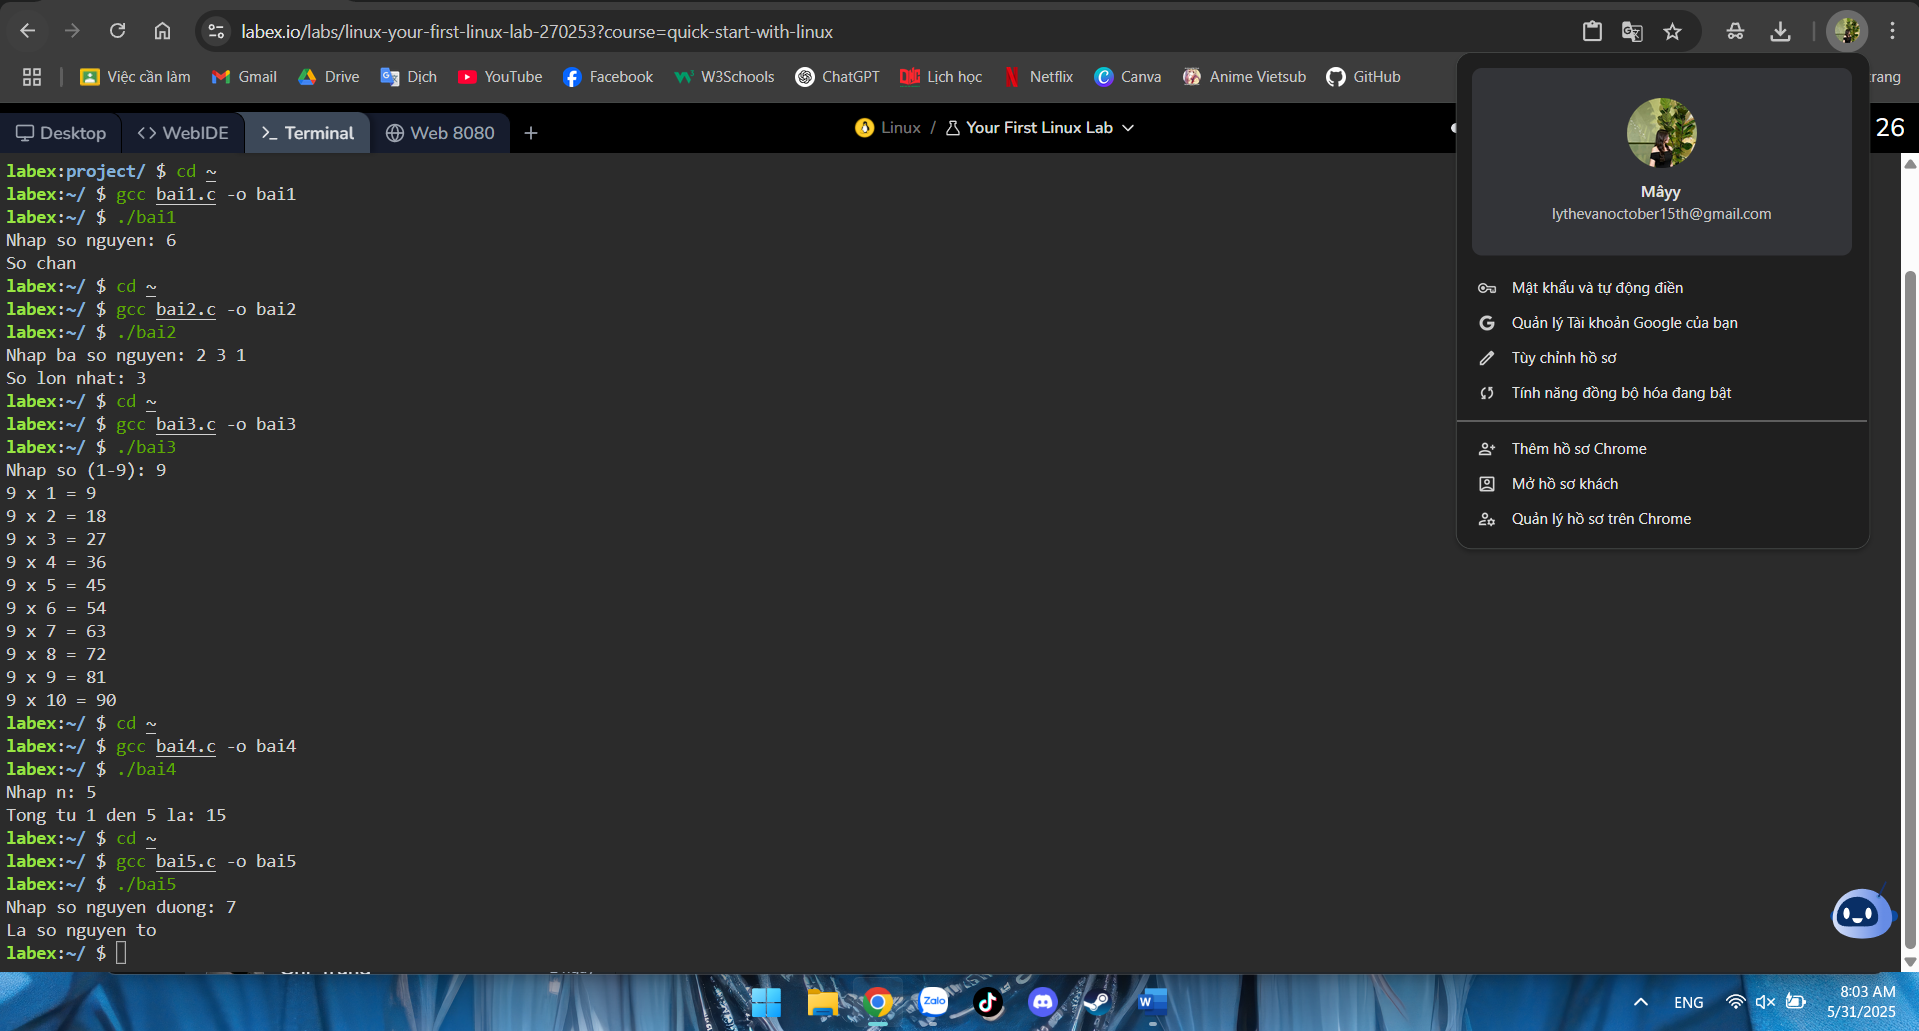 labex.io/labs/linux-your-first-linux-lab-270253?course=quick-start-with-linux
Việc cần làm
Gmail
Drive
Dịch
YouTube
Facebook
W3Schools
ChatGPT
Lịch học
Netflix
Canva
Anime Vietsub
GitHub
trang
Desktop
WebIDE
Terminal
Web 8080
Linux / Your First Linux Lab
26
labex:project/ $ cd ~
labex:~/ $ gcc bai1.c -o bai1
labex:~/ $ ./bai1
Nhap so nguyen: 6
So chan
labex:~/ $ cd ~
labex:~/ $ gcc bai2.c -o bai2
labex:~/ $ ./bai2
Nhap ba so nguyen: 2 3 1
So lon nhat: 3
labex:~/ $ cd ~
labex:~/ $ gcc bai3.c -o bai3
labex:~/ $ ./bai3
Nhap so (1-9): 9
9 x 1 = 9
9 x 2 = 18
9 x 3 = 27
9 x 4 = 36
9 x 5 = 45
9 x 6 = 54
9 x 7 = 63
9 x 8 = 72
9 x 9 = 81
9 x 10 = 90
labex:~/ $ cd ~
labex:~/ $ gcc bai4.c -o bai4
labex:~/ $ ./bai4
Nhap n: 5
Tong tu 1 den 5 la: 15
labex:~/ $ cd ~
labex:~/ $ gcc bai5.c -o bai5
labex:~/ $ ./bai5
Nhap so nguyen duong: 7
La so nguyen to
labex:~/ $
Mâyy
lythevanoctober15th@gmail.com
Mật khẩu và tự động điền
Quản lý Tài khoản Google của bạn
Tùy chỉnh hồ sơ
Tính năng đồng bộ hóa đang bật
Thêm hồ sơ Chrome
Mở hồ sơ khách
Quản lý hồ sơ trên Chrome
Zalo
W
ENG
8:03 AM
5/31/2025